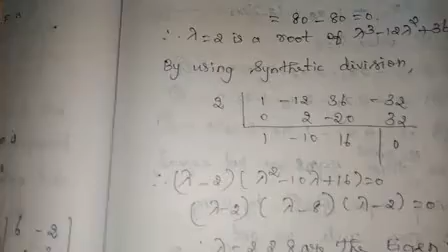 = 80 - 80 = 0.
∴ λ = 2 is a root of λ³ - 12λ² + 36
By using synthetic division,
2 | 1 -12 36 -32
0 2 -20 32
1 -10 16 | 0
∴ (λ - 2) ( λ² - 10λ + 16) = 0
(λ - 2) ( λ - 8) ( λ - 2) = 0
16 -2
∴ λ = 2 2 8 are the Eigen